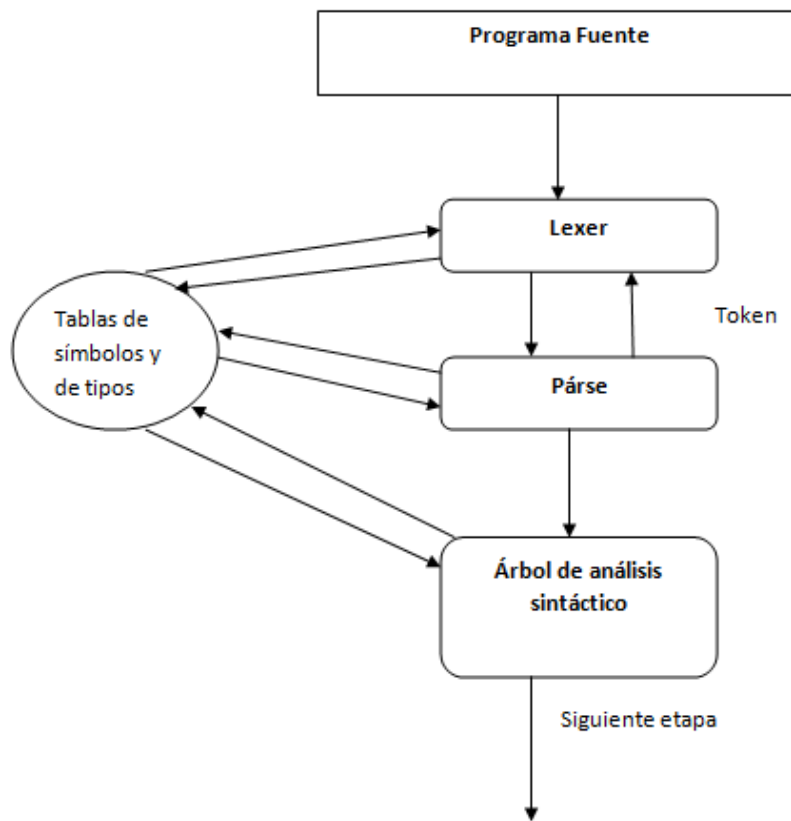 Programa Fuente
Lexer
Tablas de
símbolos y
de tipos
Token
Párse
Árbol de análisis
sintáctico
Siguiente etapa